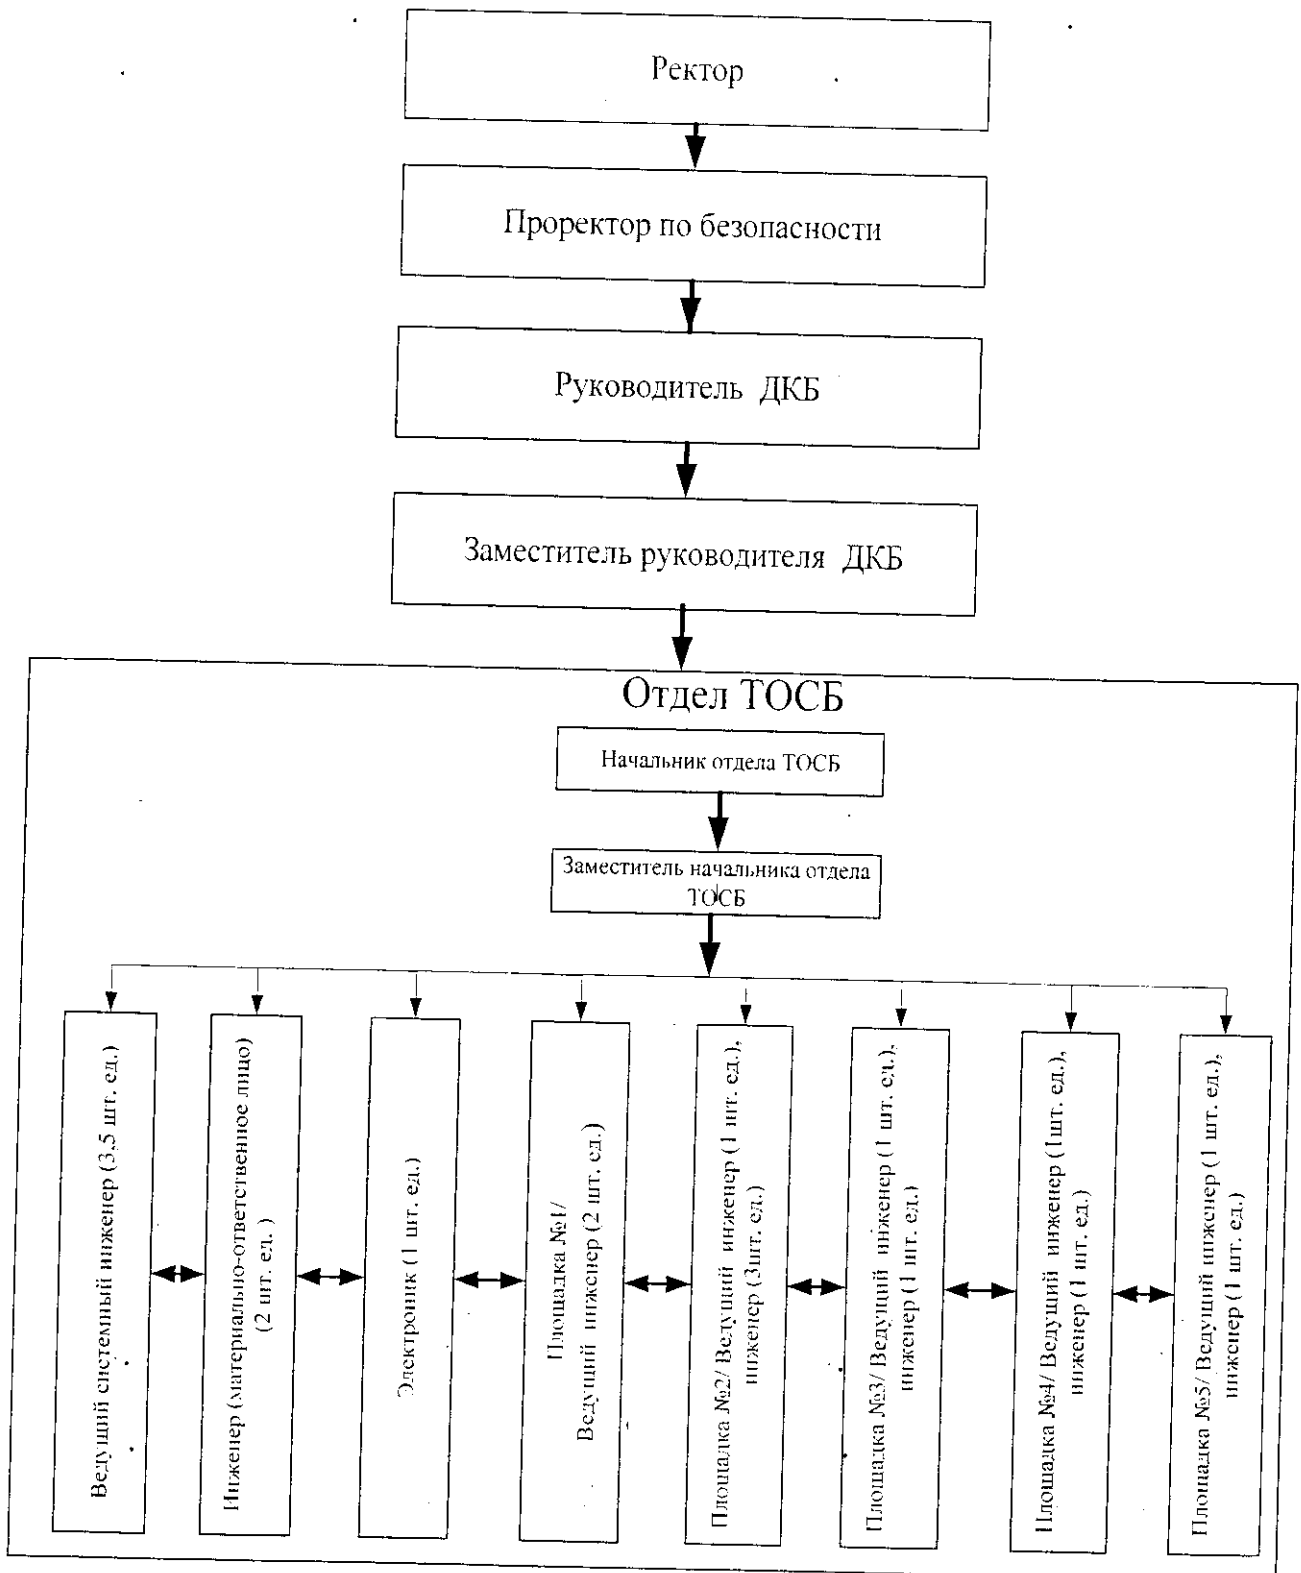 Ректор
Проректор по безопасности
Руководитель ДКБ
Заместитель руководителя ДКБ
Отдел ТОСБ
Начальник отдела ТОСБ
Заместитель начальника отдела
ТОСБ
Ведущий системный инженер (3,5 шт. ед.)
Инженер (материально-ответственное лицо)
(2 шт. ед. )
Электроник (1 шт. ед.)
Площадка №1/
Ведущий инженер (2 шт. ед.)
Площадка №2/ Ведущий инженер (1 шт. ед.),
инженер (3шт. ед.)
Площадка №3/ Ведущий инженер (1 шт. ед.),
инженер (1 шт. ед.)
Площадка №4/ Ведущий инженер (1шт. ед.),
инженер (1 шт. ед.)
Площадка №5/ Ведущий инженер (1 шт. ед.),
инженер (1 шт. ед.)